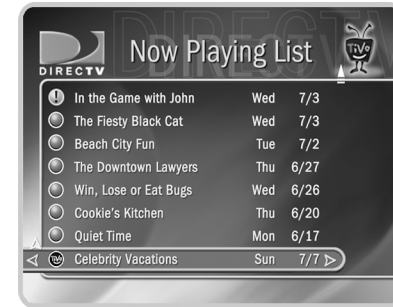 DIRECTV
Now Playing List
TiVo
In the Game with John Wed 7/3
The Fiesty Black Cat Wed 7/3
Beach City Fun Tue 7/2
The Downtown Lawyers Thu 6/27
Win, Lose or Eat Bugs Wed 6/26
Cookie's Kitchen Thu 6/20
Quiet Time Mon 6/17
TiVo Celebrity Vacations Sun 7/7